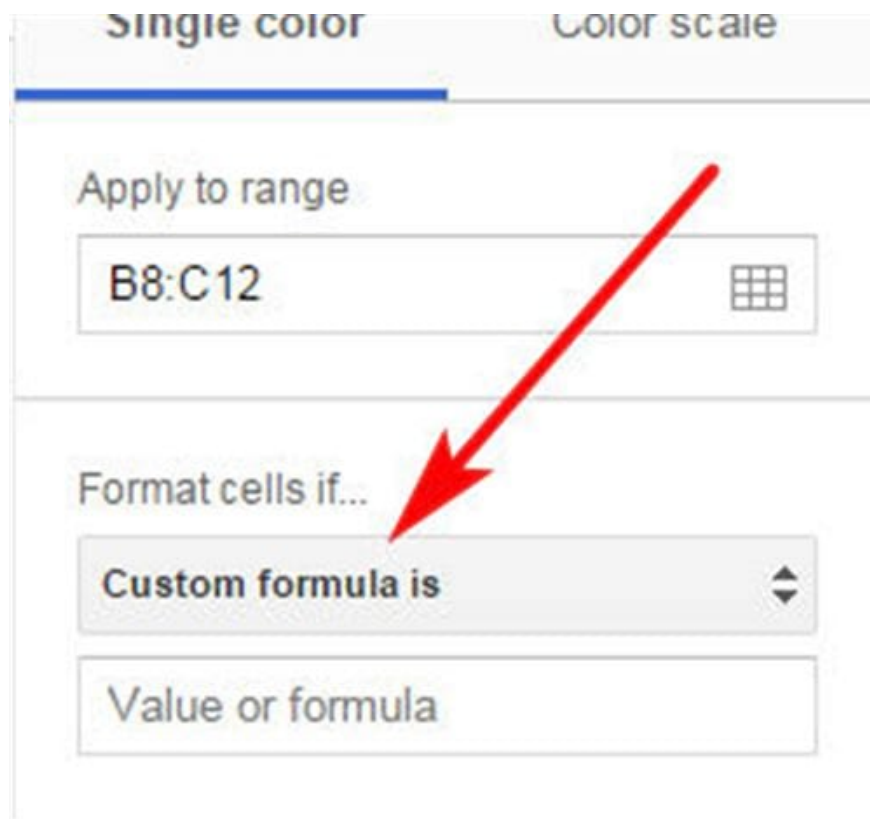 Single color Color scale
Apply to range
B8:C12
Format cells if...
Custom formula is
Value or formula